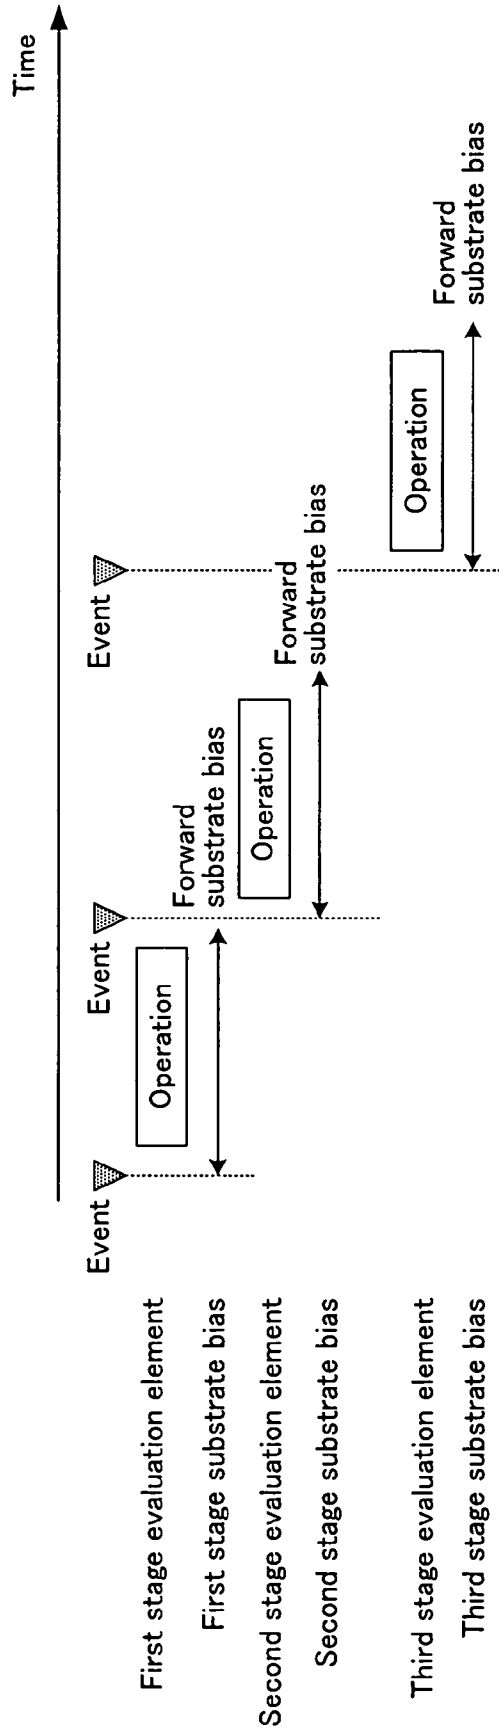 Time
Event
Event
Event
First stage evaluation element
Operation
First stage substrate bias
Forward
substrate bias
Second stage evaluation element
Operation
Second stage substrate bias
Forward
substrate bias
Third stage evaluation element
Operation
Third stage substrate bias
Forward
substrate bias